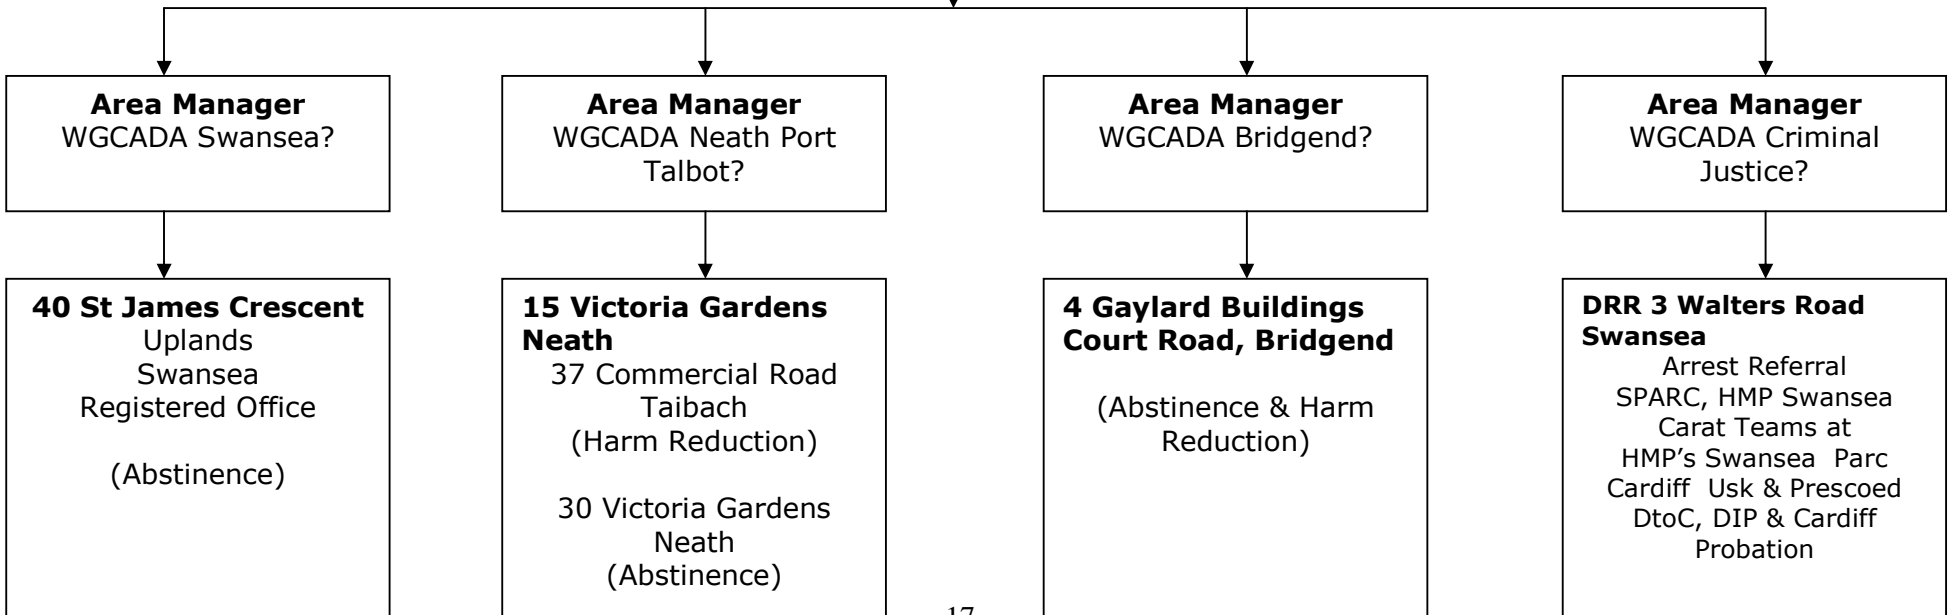 Area Manager
WGCADA Swansea?
Area Manager
WGCADA Neath Port
Talbot?
Area Manager
WGCADA Bridgend?
Area Manager
WGCADA Criminal
Justice?
40 St James Crescent
Uplands
Swansea
Registered Office
(Abstinence)
15 Victoria Gardens
Neath
37 Commercial Road
Taibach
(Harm Reduction)
30 Victoria Gardens
Neath
(Abstinence)
4 Gaylard Buildings
Court Road, Bridgend
(Abstinence & Harm
Reduction)
DRR 3 Walters Road
Swansea
Arrest Referral
SPARC, HMP Swansea
Carat Teams at
HMP’s Swansea  Parc
Cardiff  Usk & Prescoed
DtoC, DIP & Cardiff
Probation
17